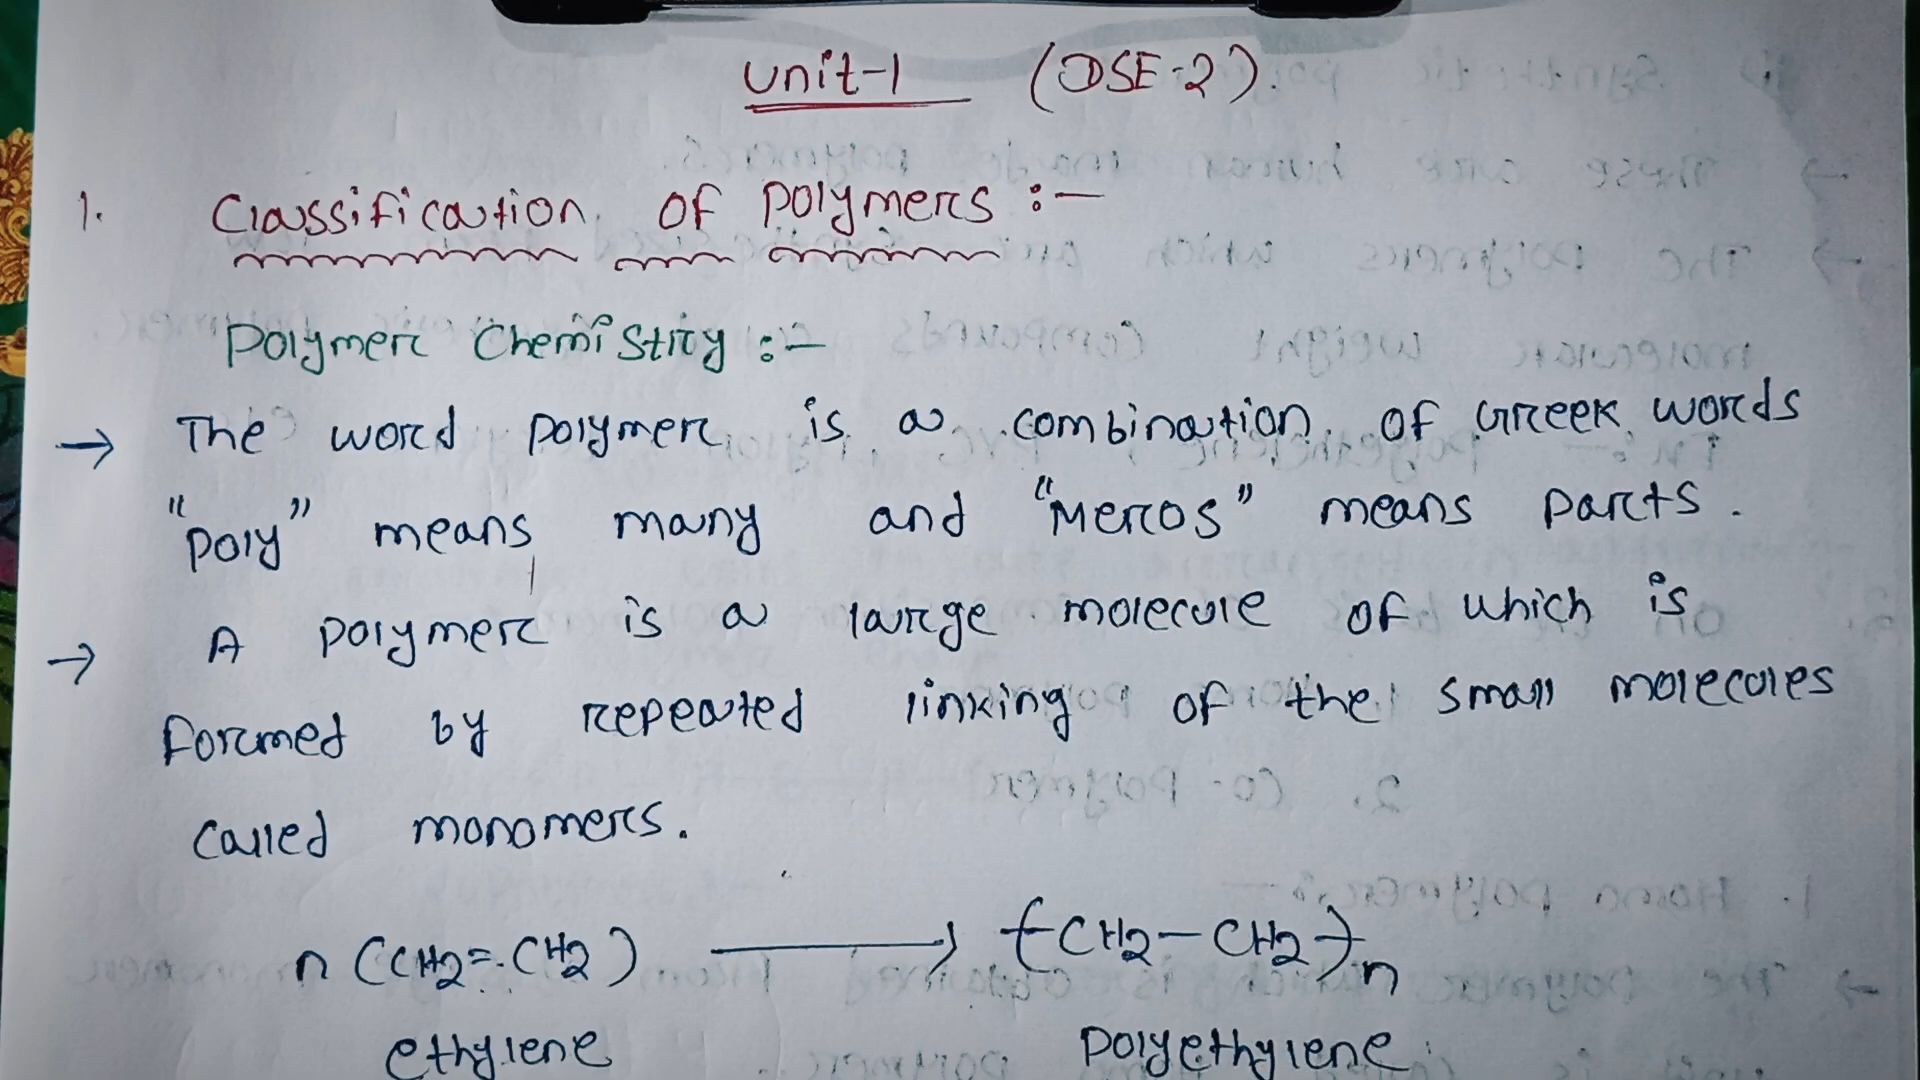 Unit-1 (DSE-2).
1. Classification of Polymers :-
Polymer Chemistry :-
→ The word polymer is a combination of Greek words
"Poly" means many and "Meros" means parts.
→ A polymer is a large molecule of which is
formed by repeated linking of the small molecules
called monomers.
n (CH2=CH2) ⟶ -(CH2-CH2)-n
ethylene Polyethylene